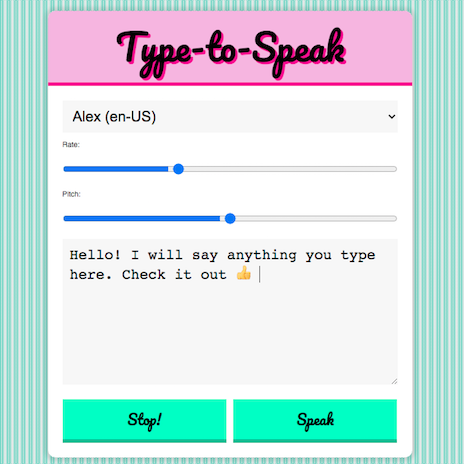 Type-to-Speak
Alex (en-US)
Rate:
Pitch:
Hello! I will say anything you type
here. Check it out 👍
Stop!
Speak